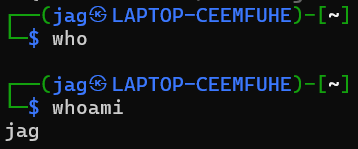 ┌──(jag㉿LAPTOP-CEEMFUHE)-[~]
└─$ who
┌──(jag㉿LAPTOP-CEEMFUHE)-[~]
└─$ whoami
jag